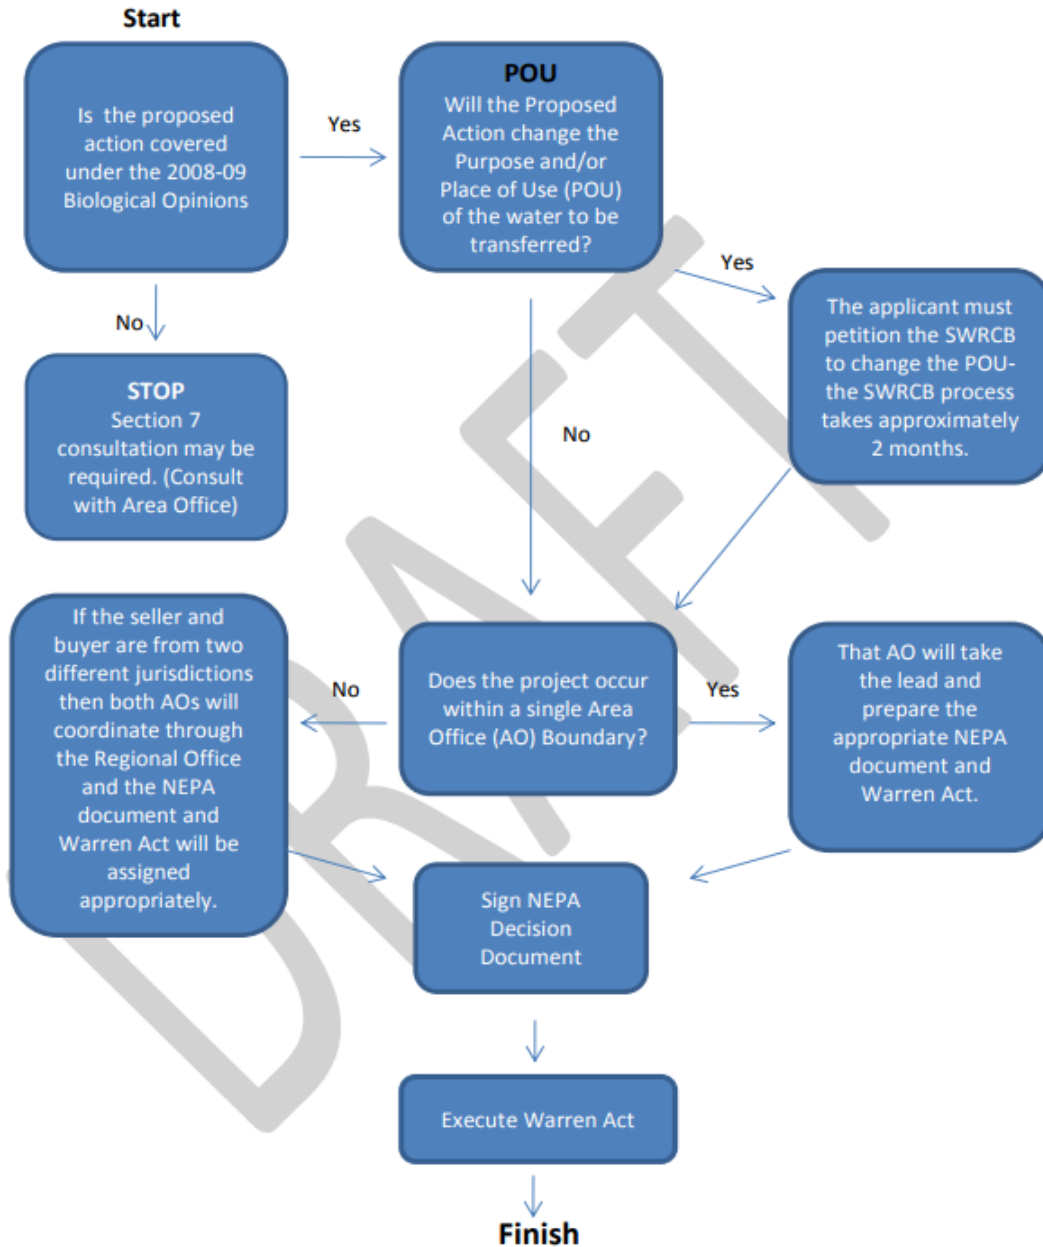 Start
Is the proposed
action covered
under the 2008-09
Biological Opinions
Yes
POU
Will the Proposed
Action change the
Purpose and/or
Place of Use (POU)
of the water to be
transferred?
Yes
The applicant must
petition the SWRCB
to change the POU-
the SWRCB process
takes approximately
2 months.
No
STOP
Section 7
consultation may be
required. (Consult
with Area Office)
No
If the seller and
buyer are from two
different jurisdictions
then both AOs will
coordinate through
the Regional Office
and the NEPA
document and
Warren Act will be
assigned
appropriately.
No
Does the project occur
within a single Area
Office (AO) Boundary?
Yes
That AO will take
the lead and
prepare the
appropriate NEPA
document and
Warren Act.
Sign NEPA
Decision
Document
Execute Warren Act
Finish
DRAFT